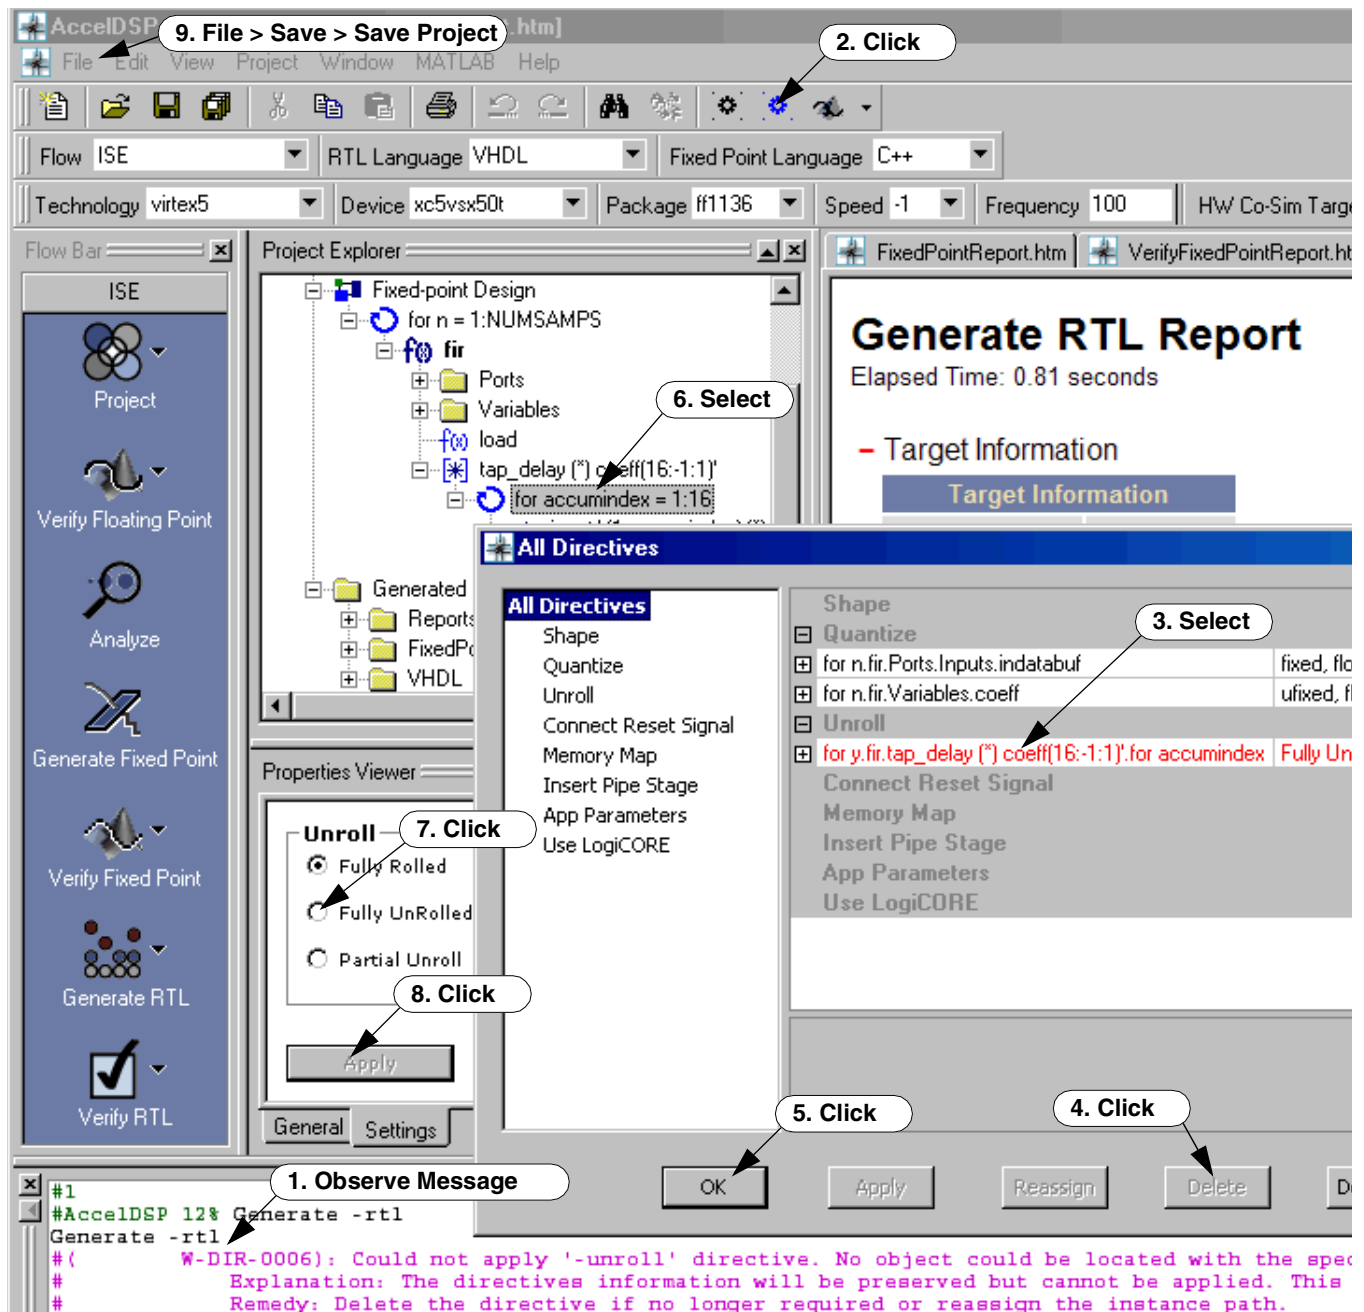 AccelDSP
.htm]
9. File > Save > Save Project
2. Click
File Edit View Project Window MATLAB Help
Flow ISE RTL Language VHDL Fixed Point Language C++
Technology virtex5 Device xc5vsx50t Package ff1136 Speed -1 Frequency 100 HW Co-Sim Targe
Flow Bar
ISE
Project
Verify Floating Point
Analyze
Generate Fixed Point
Verify Fixed Point
Generate RTL
Verify RTL
Project Explorer
Fixed-point Design
for n = 1:NUMSAMPS
f(x) fir
Ports
Variables
6. Select
f(x) load
[*] tap_delay (*) coeff(16:-1:1)'
for accumindex = 1:16
Generated
Reports
FixedPo
VHDL
FixedPointReport.htm VerifyFixedPointReport.ht
Generate RTL Report
Elapsed Time: 0.81 seconds
– Target Information
Target Information
All Directives
All Directives
Shape
Quantize
Unroll
Connect Reset Signal
Memory Map
Insert Pipe Stage
App Parameters
Use LogiCORE
Shape
3. Select
Quantize
for n.fir.Ports.Inputs.indatabuf fixed, flo
for n.fir.Variables.coeff ufixed, fl
Unroll
for y.fir.tap_delay (*) coeff(16:-1:1)'.for accumindex Fully Un
Connect Reset Signal
Memory Map
Insert Pipe Stage
App Parameters
Use LogiCORE
Properties Viewer
Unroll
7. Click
Fully Rolled
Fully UnRolled
Partial Unroll
8. Click
Apply
General Settings
5. Click
4. Click
OK Apply Reassign Delete
1. Observe Message
#1
#AccelDSP 12% Generate -rtl
Generate -rtl
#( W-DIR-0006): Could not apply '-unroll' directive. No object could be located with the spec
# Explanation: The directives information will be preserved but cannot be applied. This
# Remedy: Delete the directive if no longer required or reassign the instance path.